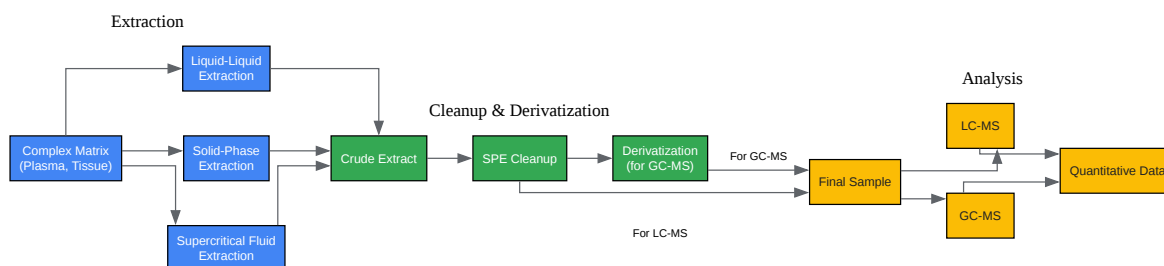 Extraction
Liquid-Liquid
Extraction
Analysis
Cleanup & Derivatization
LC-MS
Complex Matrix
(Plasma, Tissue)
Solid-Phase
Extraction
Crude Extract
SPE Cleanup
Derivatization
(for GC-MS)
For GC-MS
Final Sample
Quantitative Data
GC-MS
For LC-MS
Supercritical Fluid
Extraction